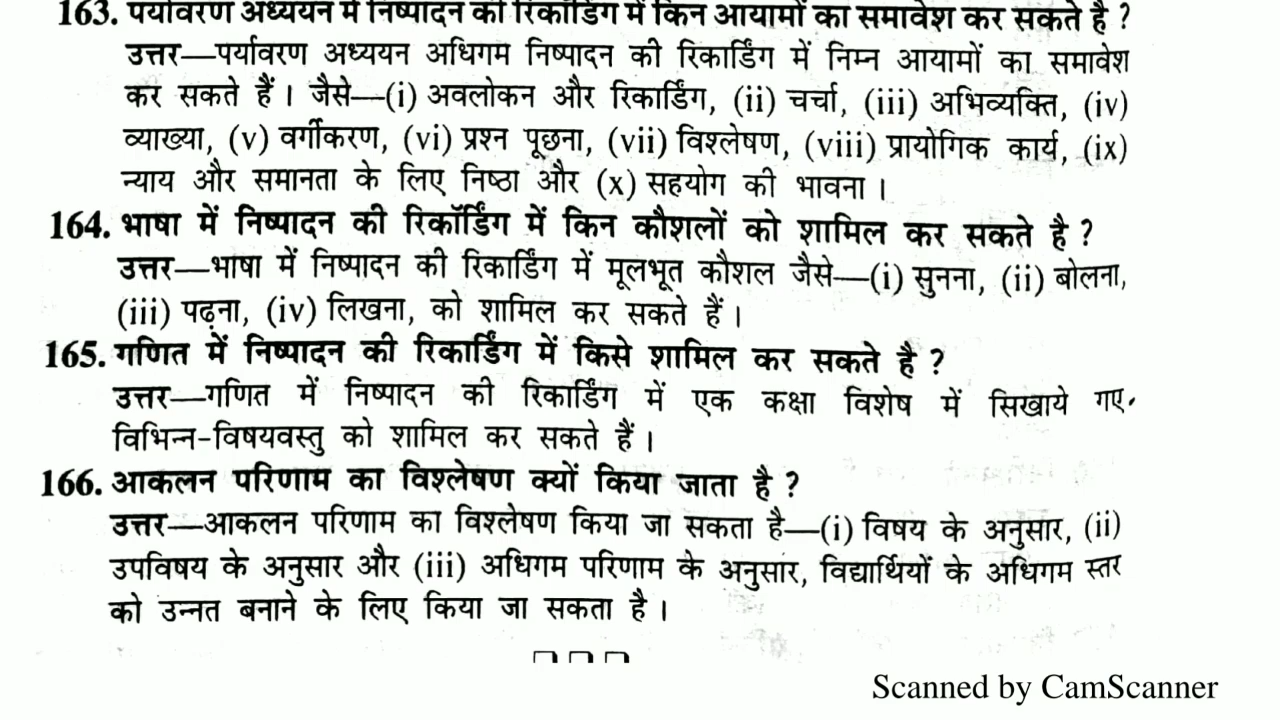 163. पर्यावरण अध्ययन में निष्पादन की रिकॉर्डिंग में किन आयामों का समावेश कर सकते है ?
उत्तर—पर्यावरण अध्ययन अधिगम निष्पादन की रिकार्डिंग में निम्न आयामों का समावेश
कर सकते हैं । जैसे—(i) अवलोकन और रिकार्डिंग, (ii) चर्चा, (iii) अभिव्यक्ति, (iv)
व्याख्या, (v) वर्गीकरण, (vi) प्रश्न पूछना, (vii) विश्लेषण, (viii) प्रायोगिक कार्य, (ix)
न्याय और समानता के लिए निष्ठा और (x) सहयोग की भावना ।
164. भाषा में निष्पादन की रिकॉर्डिंग में किन कौशलों को शामिल कर सकते है ?
उत्तर—भाषा में निष्पादन की रिकार्डिंग में मूलभूत कौशल जैसे—(i) सुनना, (ii) बोलना,
(iii) पढ़ना, (iv) लिखना, को शामिल कर सकते हैं ।
165. गणित में निष्पादन की रिकार्डिंग में किसे शामिल कर सकते है ?
उत्तर—गणित में निष्पादन की रिकार्डिंग में एक कक्षा विशेष में सिखाये गए
विभिन्न-विषयवस्तु को शामिल कर सकते हैं ।
166. आकलन परिणाम का विश्लेषण क्यों किया जाता है ?
उत्तर—आकलन परिणाम का विश्लेषण किया जा सकता है—(i) विषय के अनुसार, (ii)
उपविषय के अनुसार और (iii) अधिगम परिणाम के अनुसार, विद्यार्थियों के अधिगम स्तर
को उन्नत बनाने के लिए किया जा सकता है ।
Scanned by CamScanner